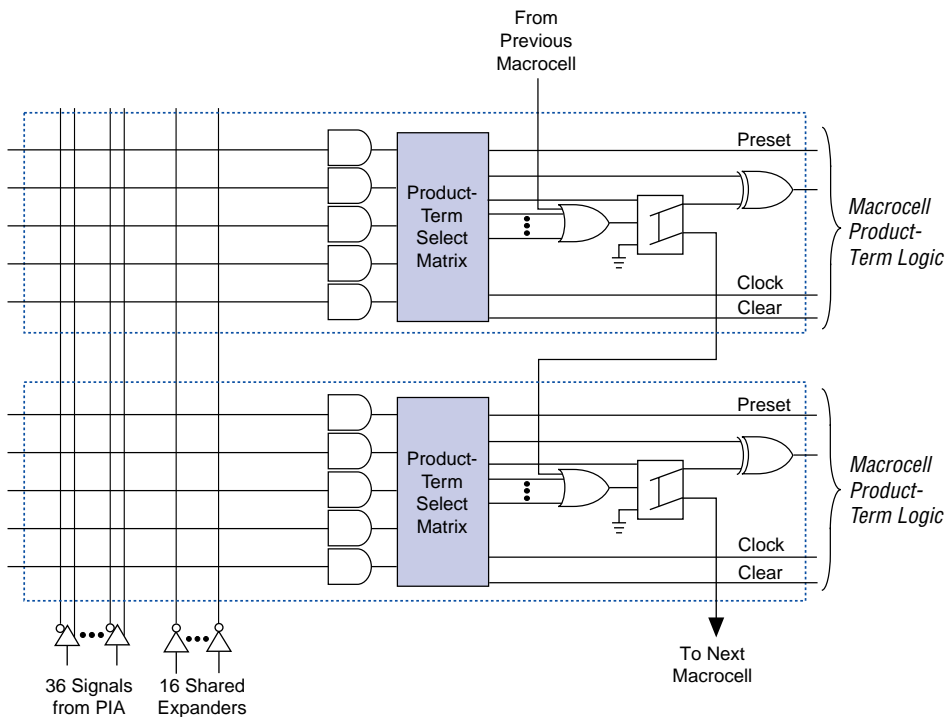 From
Previous
Macrocell
Preset
Product-
Term
Select
Matrix
Macrocell
Product-
Term Logic
Clock
Clear
Preset
Product-
Term
Select
Matrix
Macrocell
Product-
Term Logic
Clock
Clear
To Next
Macrocell
36 Signals
from PIA
16 Shared
Expanders